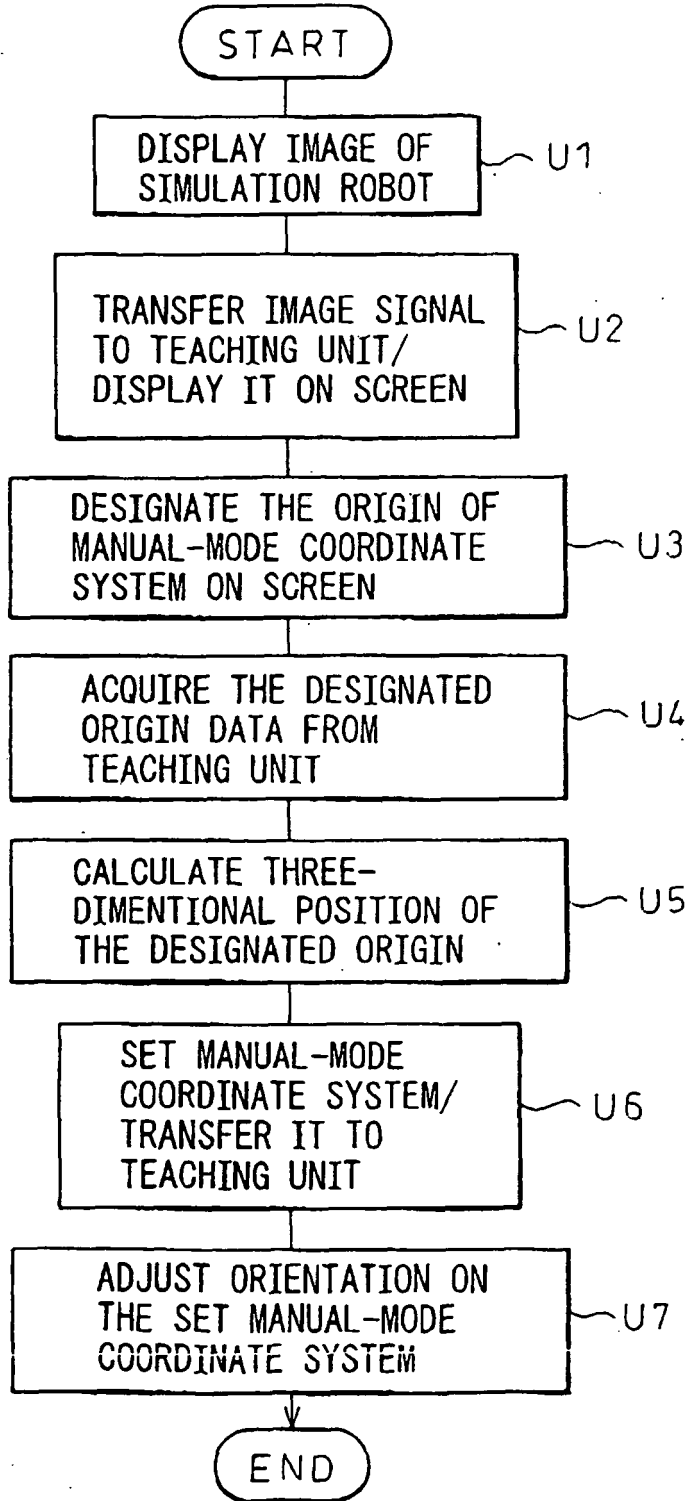 START
DISPLAY IMAGE OF
SIMULATION ROBOT
U1
TRANSFER IMAGE SIGNAL
TO TEACHING UNIT/
DISPLAY IT ON SCREEN
U2
DESIGNATE THE ORIGIN OF
MANUAL-MODE COORDINATE
SYSTEM ON SCREEN
U3
ACQUIRE THE DESIGNATED
ORIGIN DATA FROM
TEACHING UNIT
U4
CALCULATE THREE-
DIMENTIONAL POSITION OF
THE DESIGNATED ORIGIN
U5
SET MANUAL-MODE
COORDINATE SYSTEM/
TRANSFER IT TO
TEACHING UNIT
U6
ADJUST ORIENTATION ON
THE SET MANUAL-MODE
COORDINATE SYSTEM
U7
END